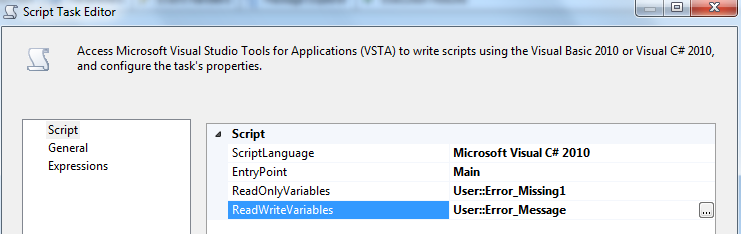 Script Task Editor
Access Microsoft Visual Studio Tools for Applications (VSTA) to write scripts using the Visual Basic 2010 or Visual C# 2010,
and configure the task's properties.
Script
General
Expressions
Script
ScriptLanguage Microsoft Visual C# 2010
EntryPoint Main
ReadOnlyVariables User::Error_Missing1
ReadWriteVariables User::Error_Message ...